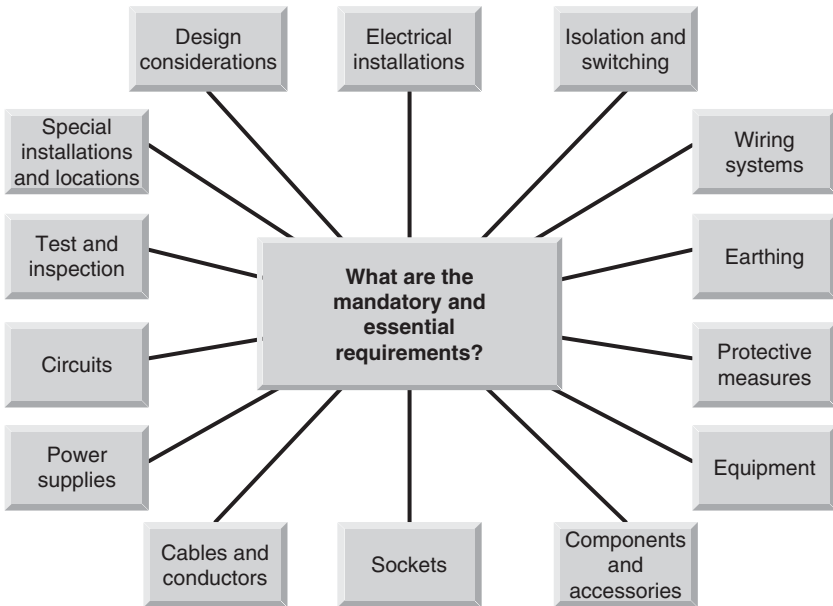 Design
considerations
Electrical
installations
Isolation and
switching
Special
installations
and locations
Wiring
systems
Test and
inspection
Earthing
What are the
mandatory and
essential
requirements?
Circuits
Protective
measures
Power
supplies
Equipment
Cables and
conductors
Sockets
Components
and
accessories